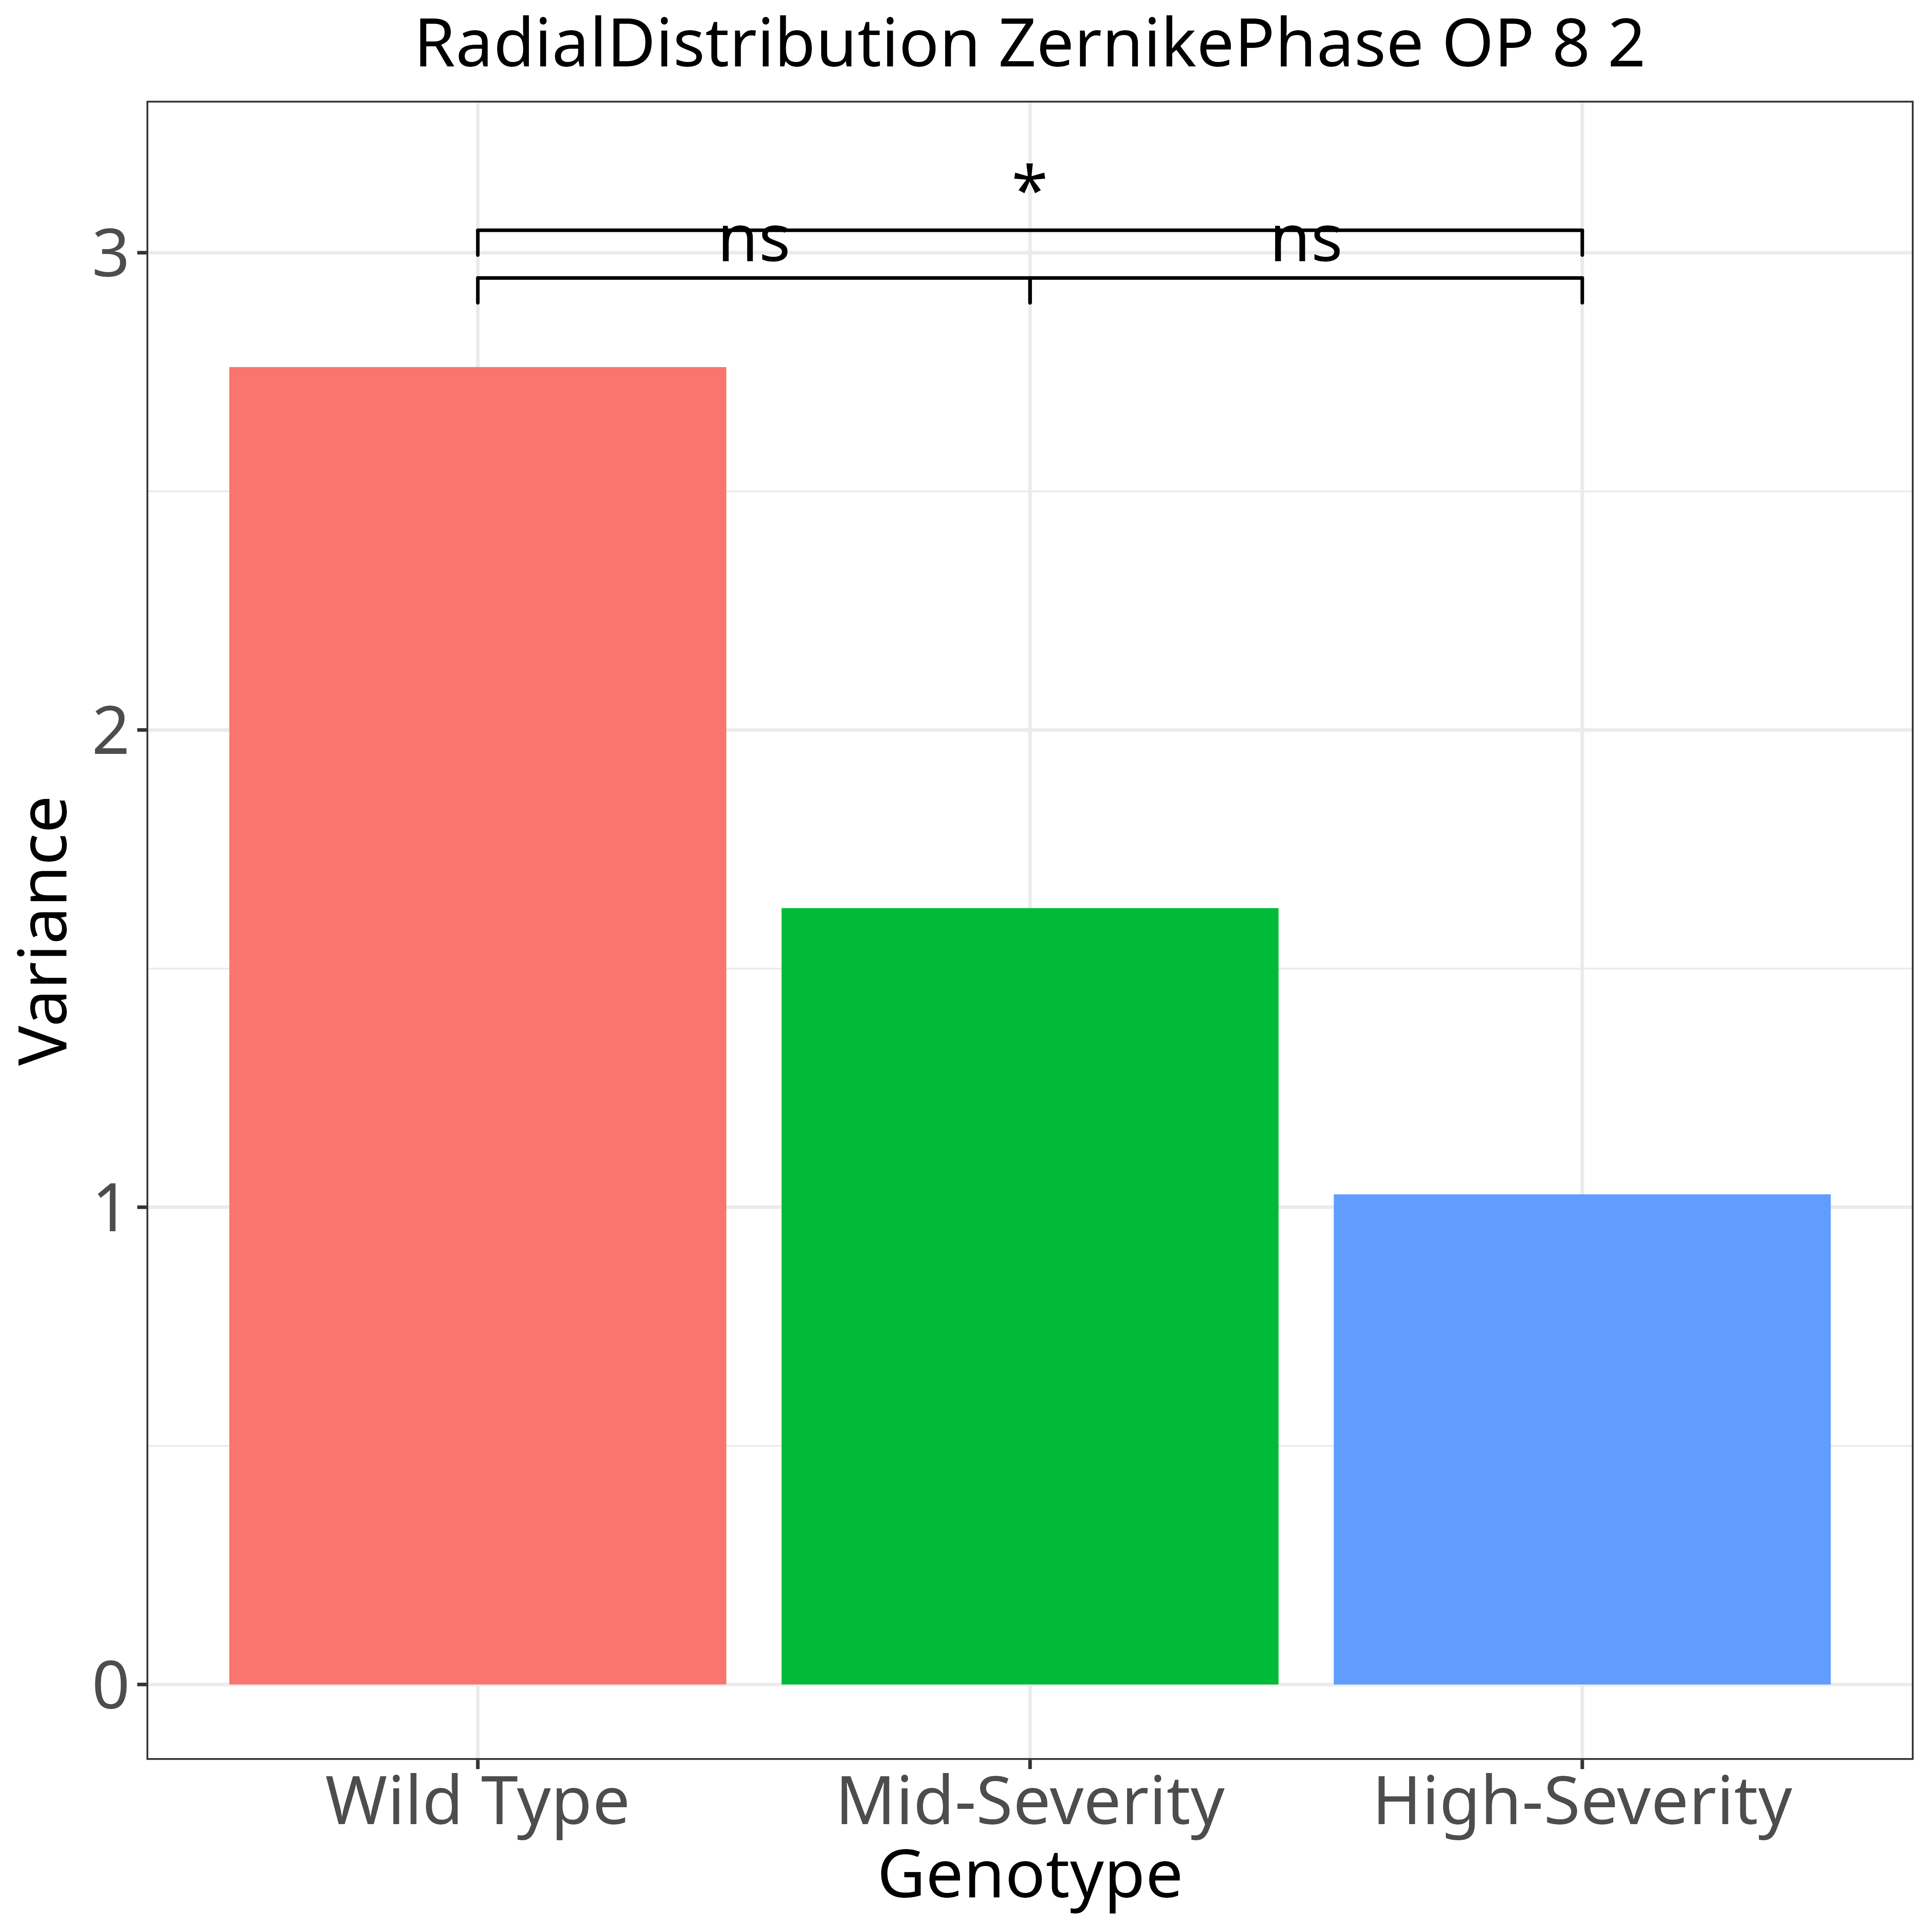 RadialDistribution ZernikePhase OP 8 2
*
ns ns
3
2
1
0
Variance
Wild Type Mid-Severity High-Severity
Genotype